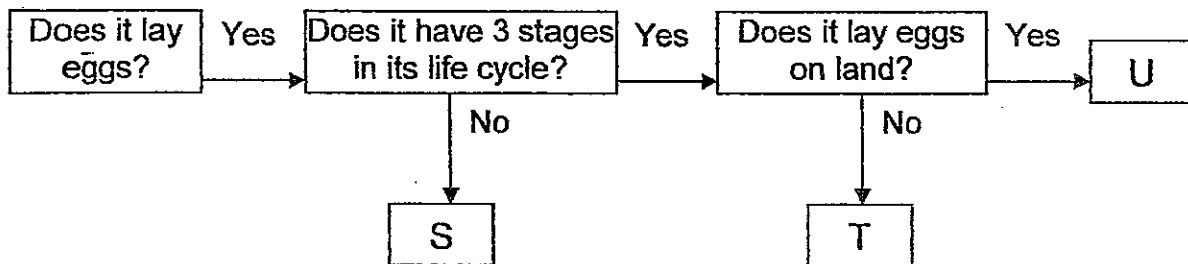 Does it lay
eggs?
Yes
Does it have 3 stages
in its life cycle?
Yes
Does it lay eggs
on land?
Yes
U
No
No
S
T